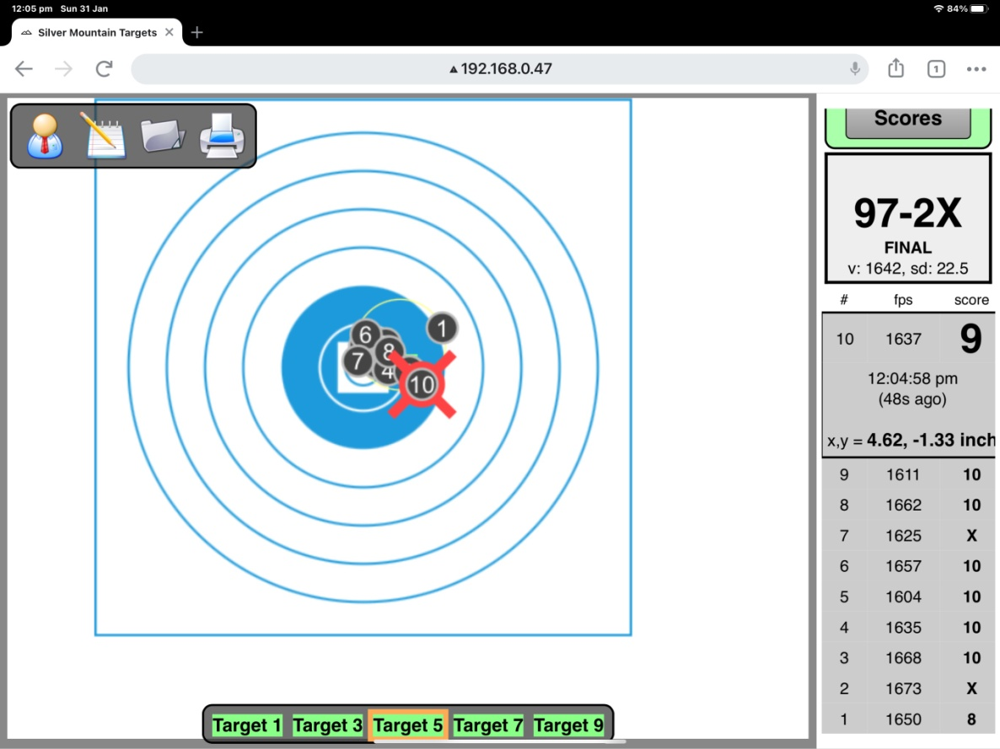 12:05 pm Sun 31 Jan
84%
Silver Mountain Targets
192.168.0.47
1
Scores
97-2X
FINAL
v: 1642, sd: 22.5
# fps score
10 1637 9
12:04:58 pm
(48s ago)
x,y = 4.62, -1.33 inch
9 1611 10
8 1662 10
7 1625 X
6 1657 10
5 1604 10
4 1635 10
3 1668 10
2 1673 X
1 1650 8
1
6
8
7
4
10
Target 1 Target 3 Target 5 Target 7 Target 9